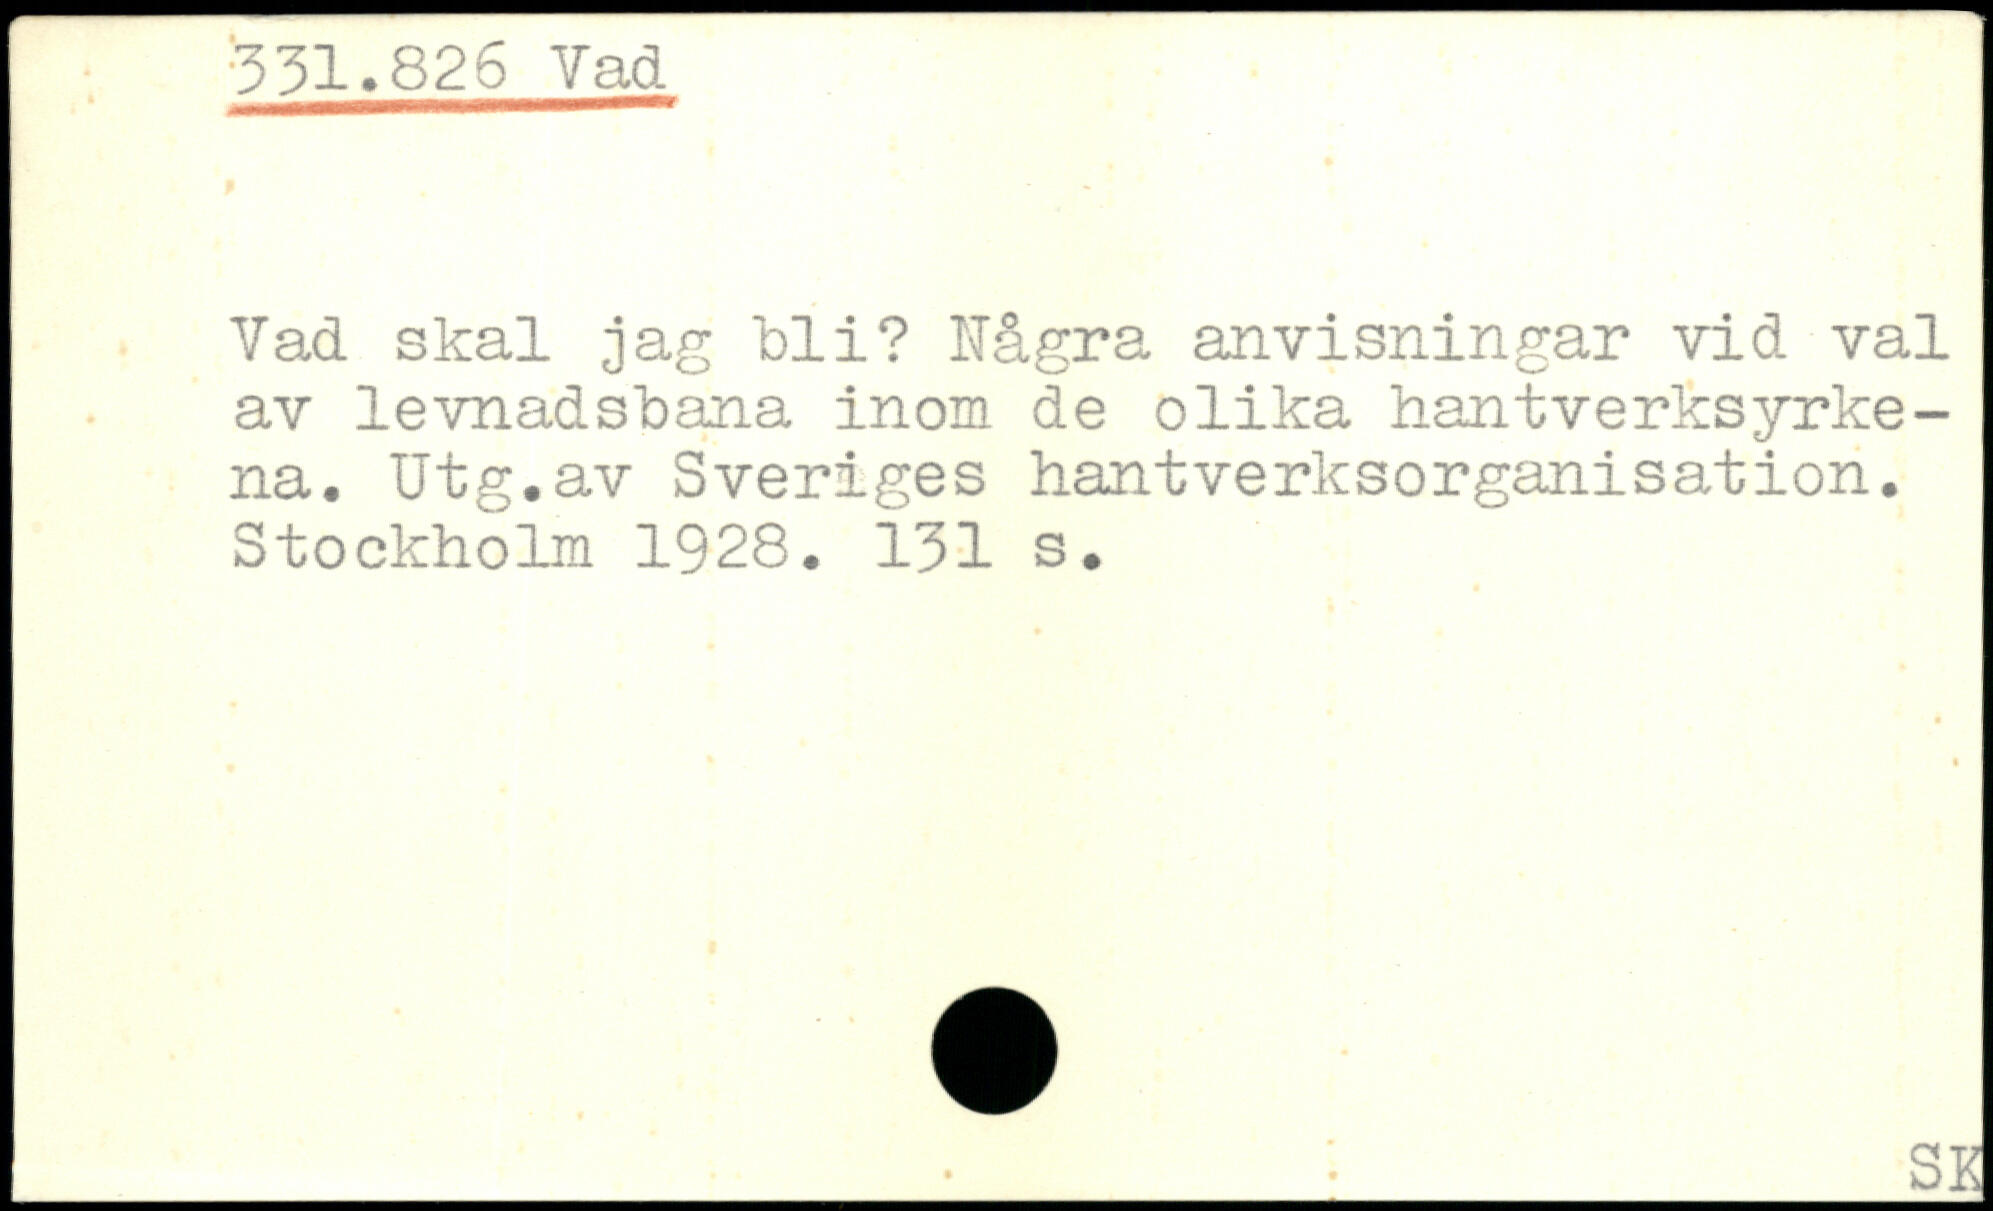 331.826 Vad
Vad skal jag bli? Några anvisningar vid val
av levnadsbana inom de olika hantverksyrke-
na. Utg.av Sveriges hantverksorganisation.
Stockholm 1928. 131 s.
SK